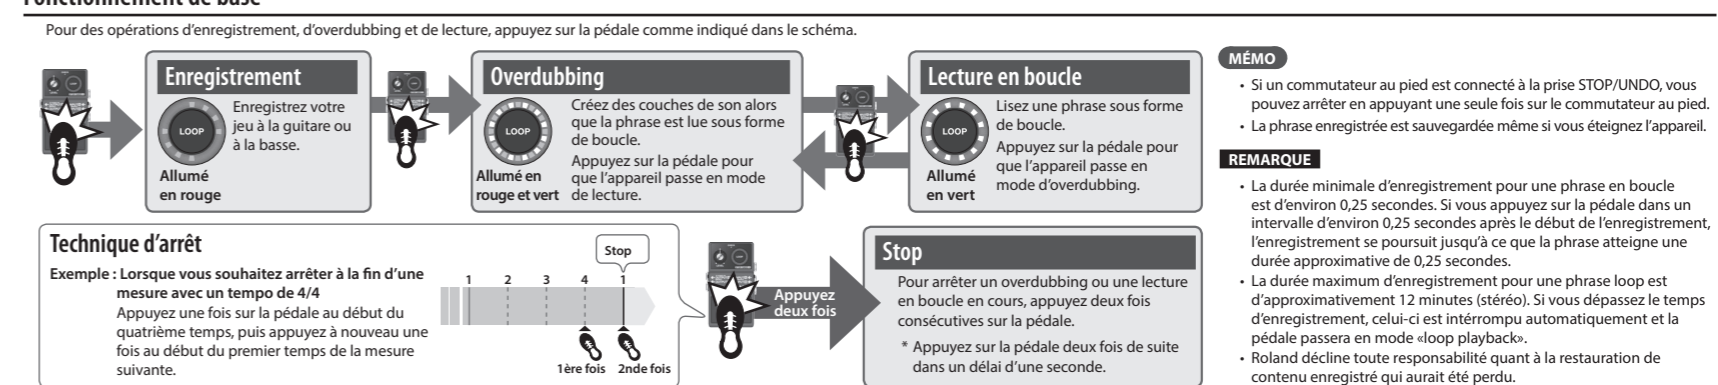 Fonctionnement de base
Pour des opérations d'enregistrement, d'overdubbing et de lecture, appuyez sur la pédale comme indiqué dans le schéma.
Enregistrement
LOOP
Enregistrez votre
jeu à la guitare ou
à la basse.
Allumé
en rouge
Overdubbing
LOOP
Créez des couches de son alors
que la phrase est lue sous forme
de boucle.
Appuyez sur la pédale pour
que l'appareil passe en mode
de lecture.
Allumé en
rouge et vert
Lecture en boucle
LOOP
Lisez une phrase sous forme
de boucle.
Appuyez sur la pédale pour
que l'appareil passe en
mode d'overdubbing.
Allumé
en vert
Technique d'arrêt
Exemple : Lorsque vous souhaitez arrêter à la fin d'une
mesure avec un tempo de 4/4
Appuyez une fois sur la pédale au début du
quatrième temps, puis appuyez à nouveau une
fois au début du premier temps de la mesure
suivante.
Stop
1 2 3 4 1
1ère fois 2nde fois
Appuyez
deux fois
Stop
Pour arrêter un overdubbing ou une lecture
en boucle en cours, appuyez deux fois
consécutives sur la pédale.
* Appuyez sur la pédale deux fois de suite
dans un délai d'une seconde.
MÉMO
• Si un commutateur au pied est connecté à la prise STOP/UNDO, vous
pouvez arrêter en appuyant une seule fois sur le commutateur au pied.
• La phrase enregistrée est sauvegardée même si vous éteignez l'appareil.
REMARQUE
• La durée minimale d'enregistrement pour une phrase en boucle
est d'environ 0,25 secondes. Si vous appuyez sur la pédale dans un
intervalle d'environ 0,25 secondes après le début de l'enregistrement,
l'enregistrement se poursuit jusqu'à ce que la phrase atteigne une
durée approximative de 0,25 secondes.
• La durée maximum d'enregistrement pour une phrase loop est
d'approximativement 12 minutes (stéréo). Si vous dépassez le temps
d'enregistrement, celui-ci est intérrompu automatiquement et la
pédale passera en mode «loop playback».
• Roland décline toute responsabilité quant à la restauration de
contenu enregistré qui aurait été perdu.